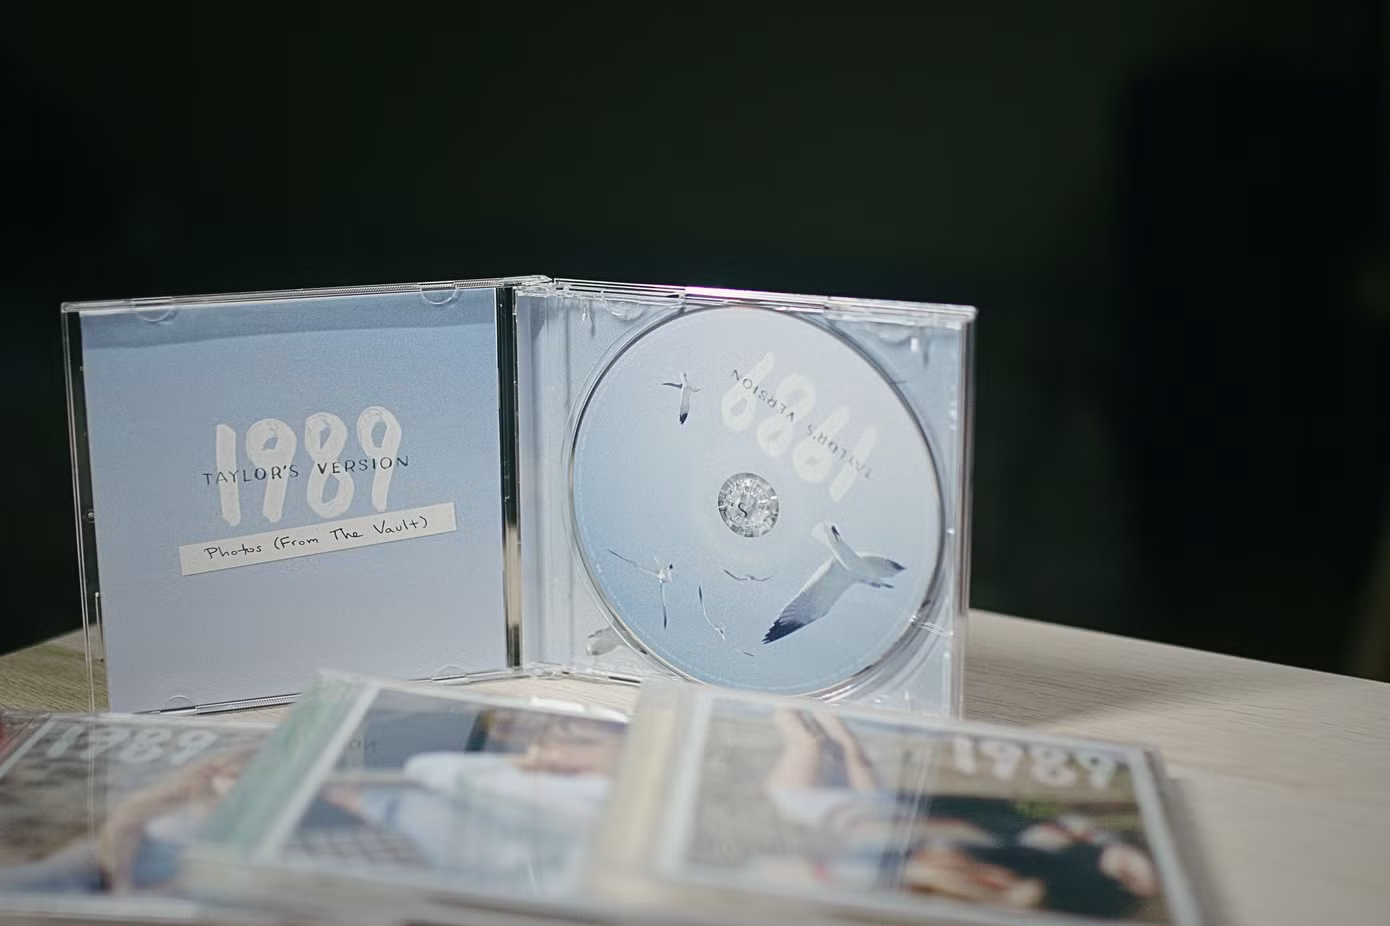 1989
TAYLOR'S VERSION
Photos (From The Vault)
1989
TAYLOR'S VERSION
1989
1989